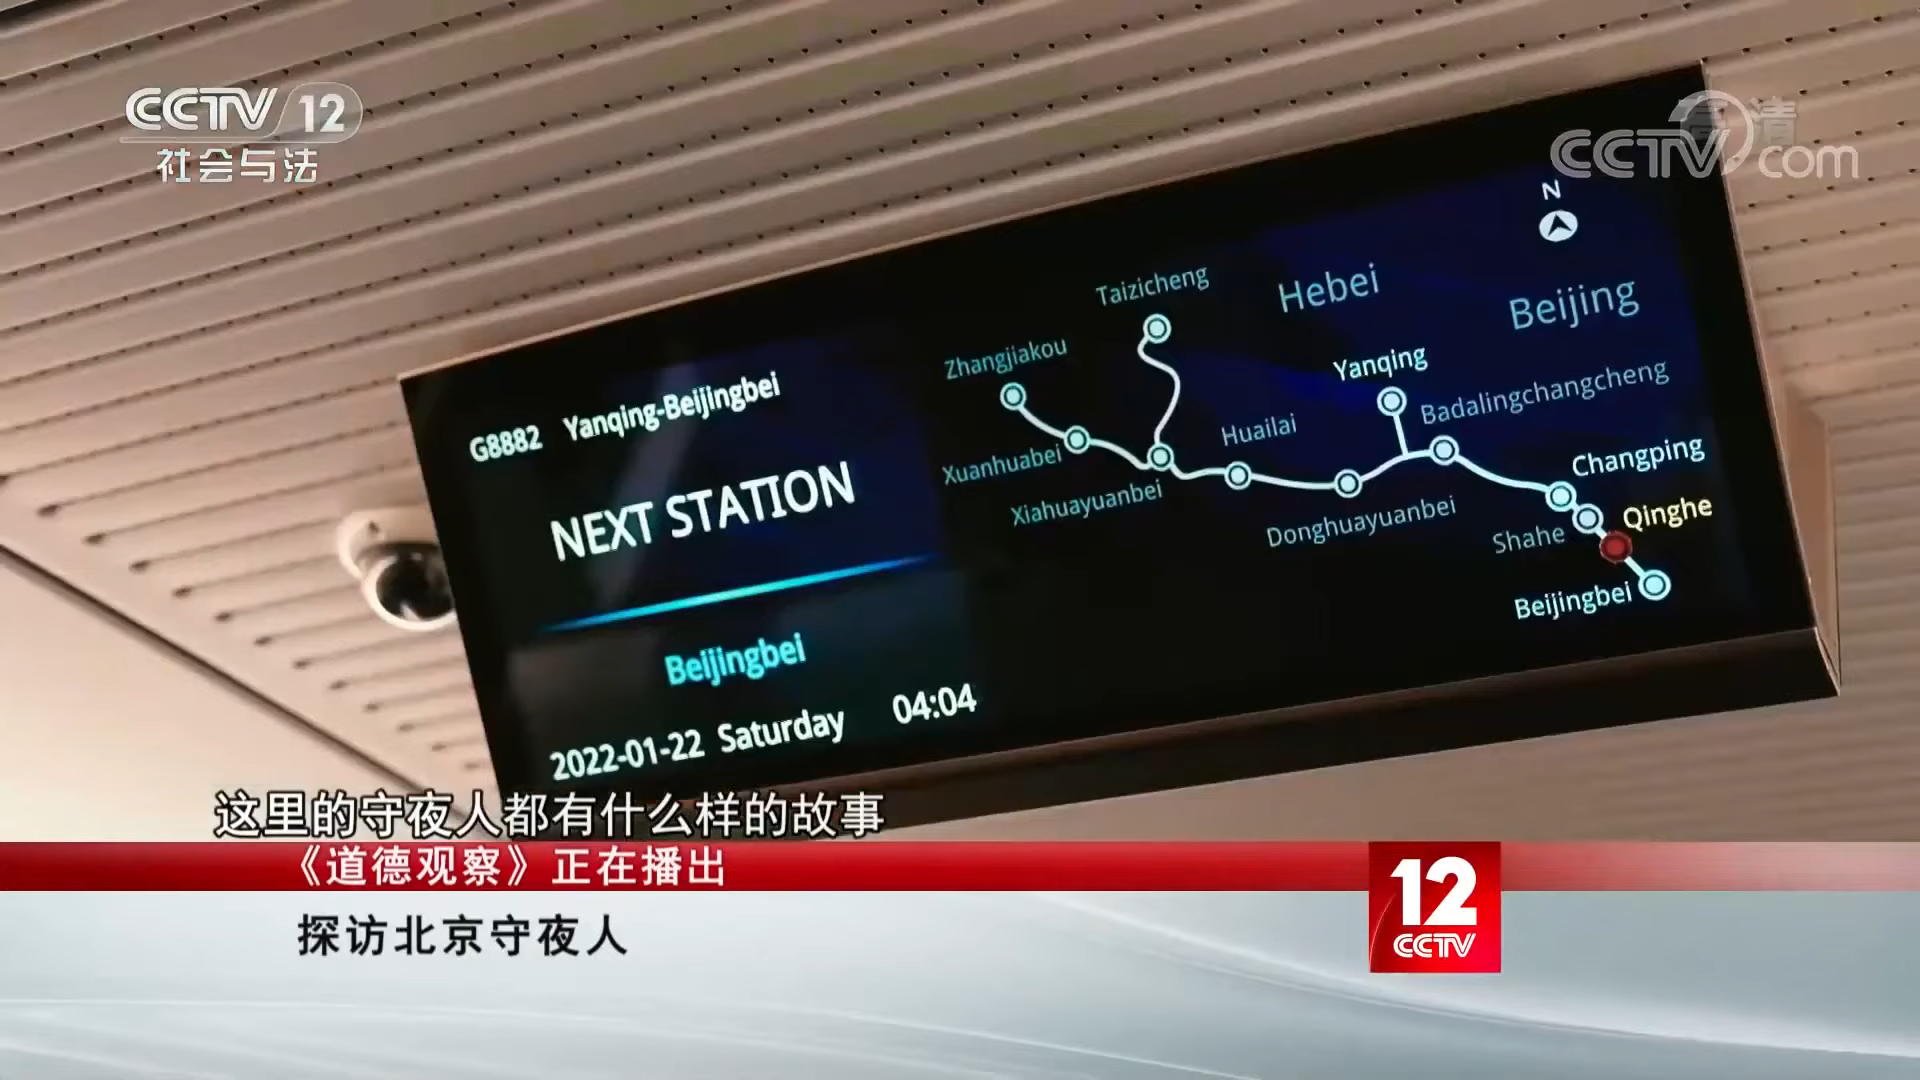 CCTV 12
社会与法
高清
CCTV.com
N
Hebei
Beijing
Taizicheng
Zhangjiakou
Xuanhuabei
Xiahuayuanbei
Huailai
Donghuayuanbei
Yanqing
Badalingchangcheng
Changping
Shahe
Qinghe
Beijingbei
G8882 Yanqing-Beijingbei
NEXT STATION
Beijingbei
2022-01-22 Saturday 04:04
这里的守夜人都有什么样的故事
《道德观察》正在播出
探访北京守夜人
12
CCTV